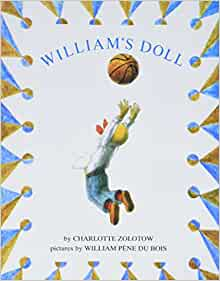 WILLIAM'S DOLL
by CHARLOTTE ZOLOTOW
pictures by WILLIAM PÈNE DU BOIS